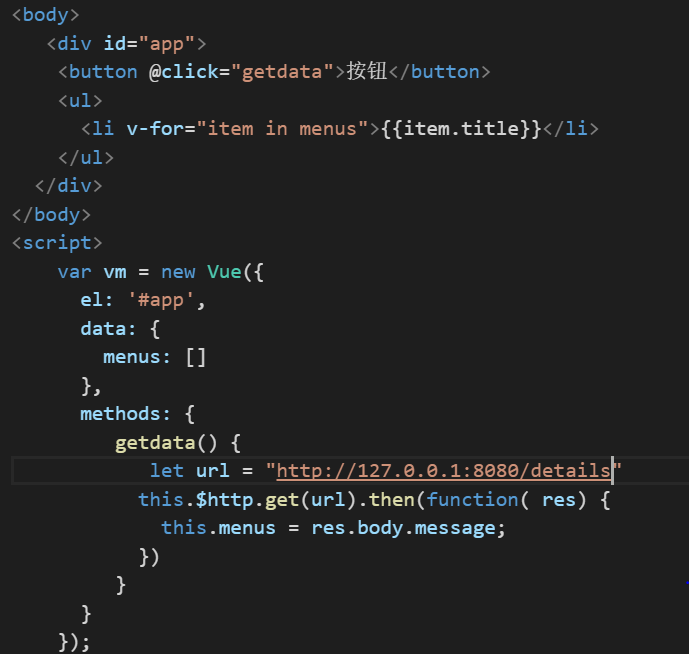 <body>
<div id="app">
<button @click="getdata">按钮</button>
<ul>
<li v-for="item in menus">{{item.title}}</li>
</ul>
</div>
</body>
<script>
var vm = new Vue({
el: '#app',
data: {
menus: []
},
methods: {
getdata() {
let url = "http://127.0.0.1:8080/details"
this.$http.get(url).then(function( res) {
this.menus = res.body.message;
})
}
}
});